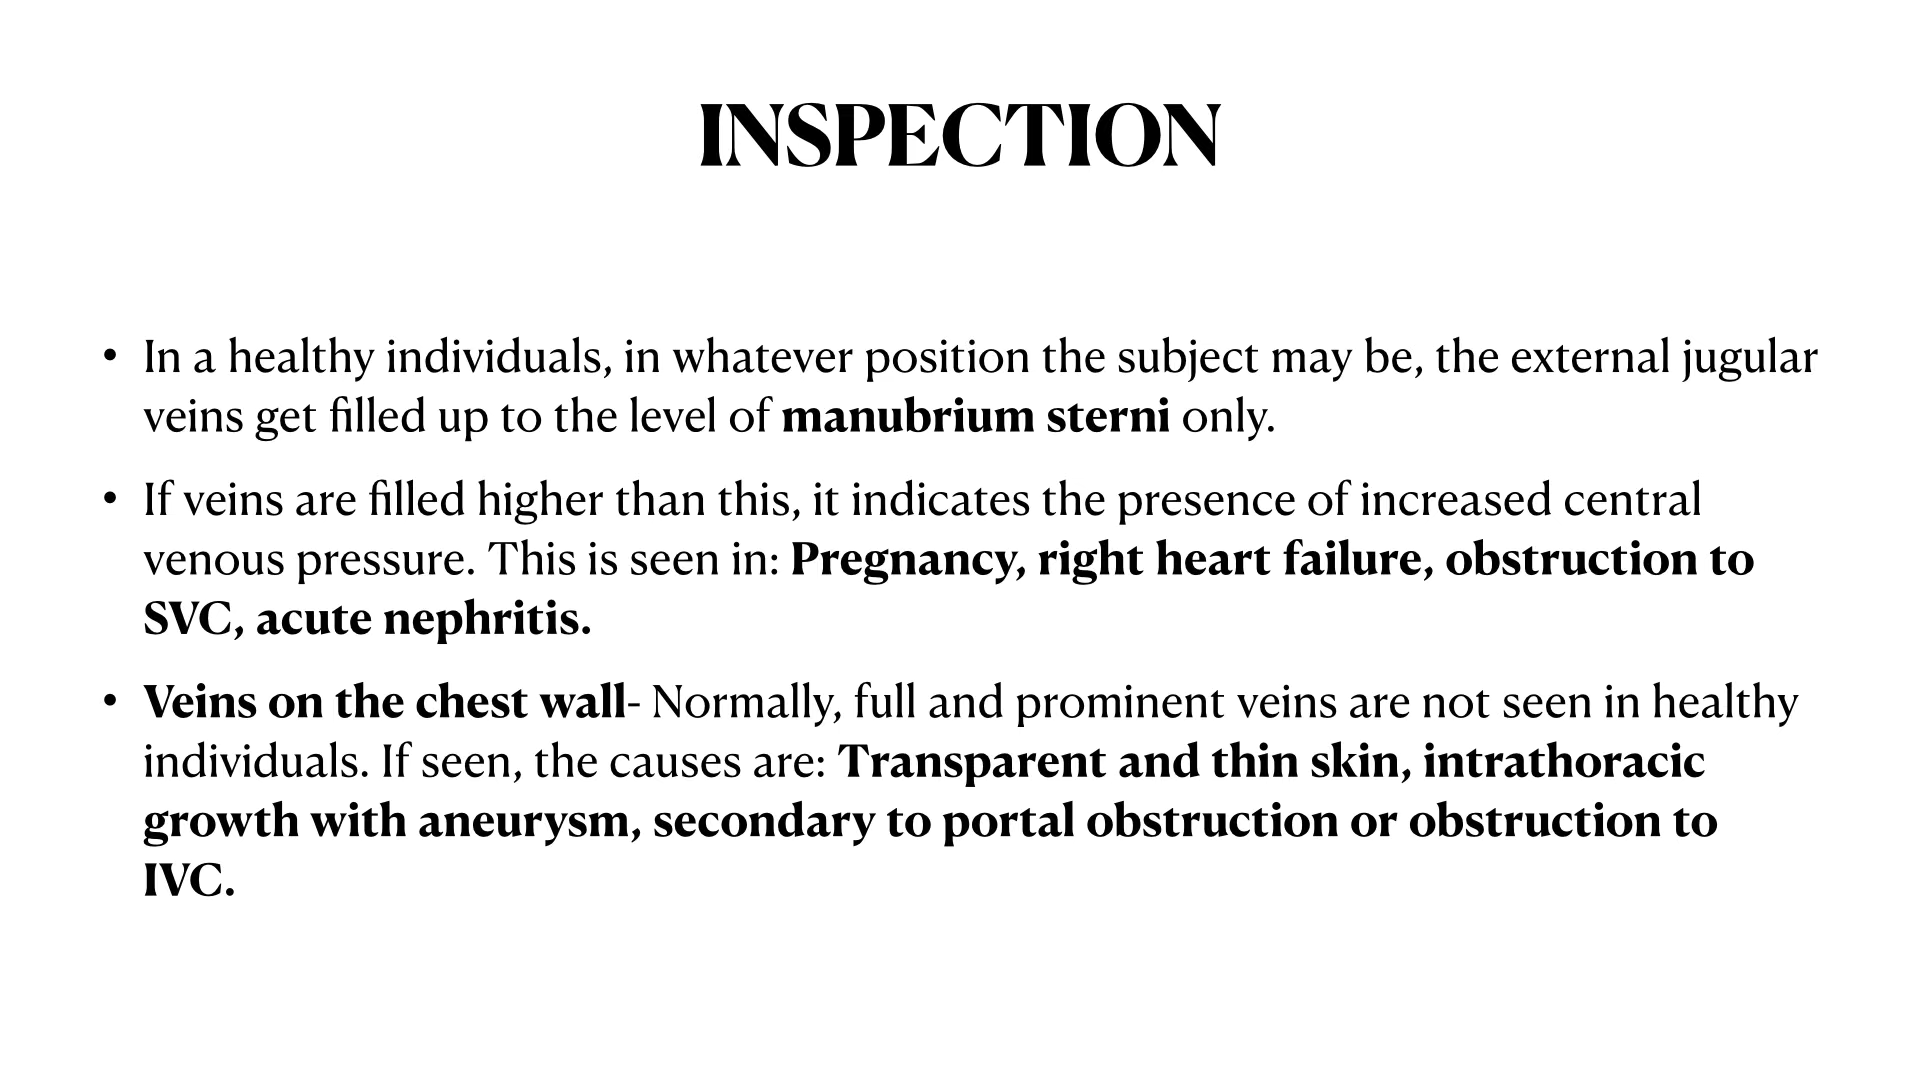 INSPECTION
• In a healthy individuals, in whatever position the subject may be, the external jugular
veins get filled up to the level of manubrium sterni only.
• If veins are filled higher than this, it indicates the presence of increased central
venous pressure. This is seen in: Pregnancy, right heart failure, obstruction to
SVC, acute nephritis.
• Veins on the chest wall- Normally, full and prominent veins are not seen in healthy
individuals. If seen, the causes are: Transparent and thin skin, intrathoracic
growth with aneurysm, secondary to portal obstruction or obstruction to
IVC.